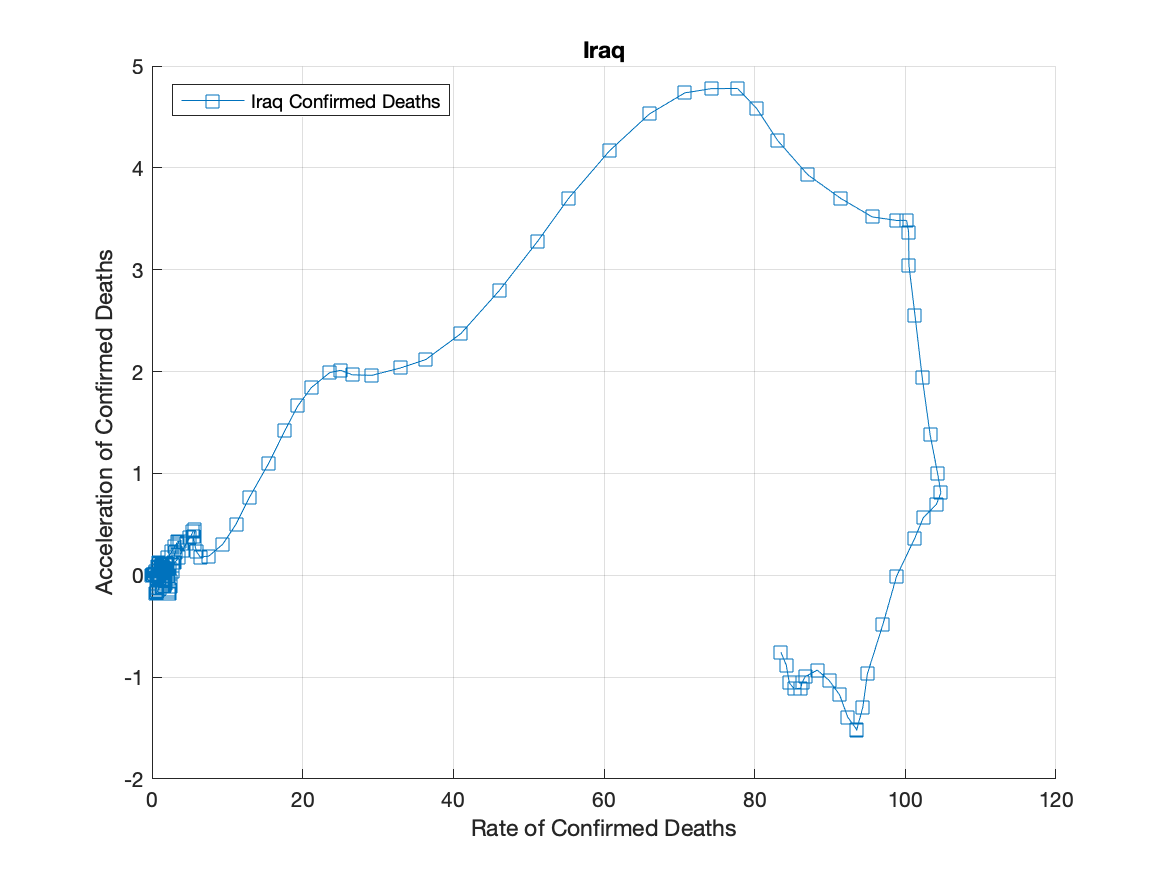 Iraq
Iraq Confirmed Deaths
5
4
3
2
1
0
-1
-2
Acceleration of Confirmed Deaths
0 20 40 60 80 100 120
Rate of Confirmed Deaths